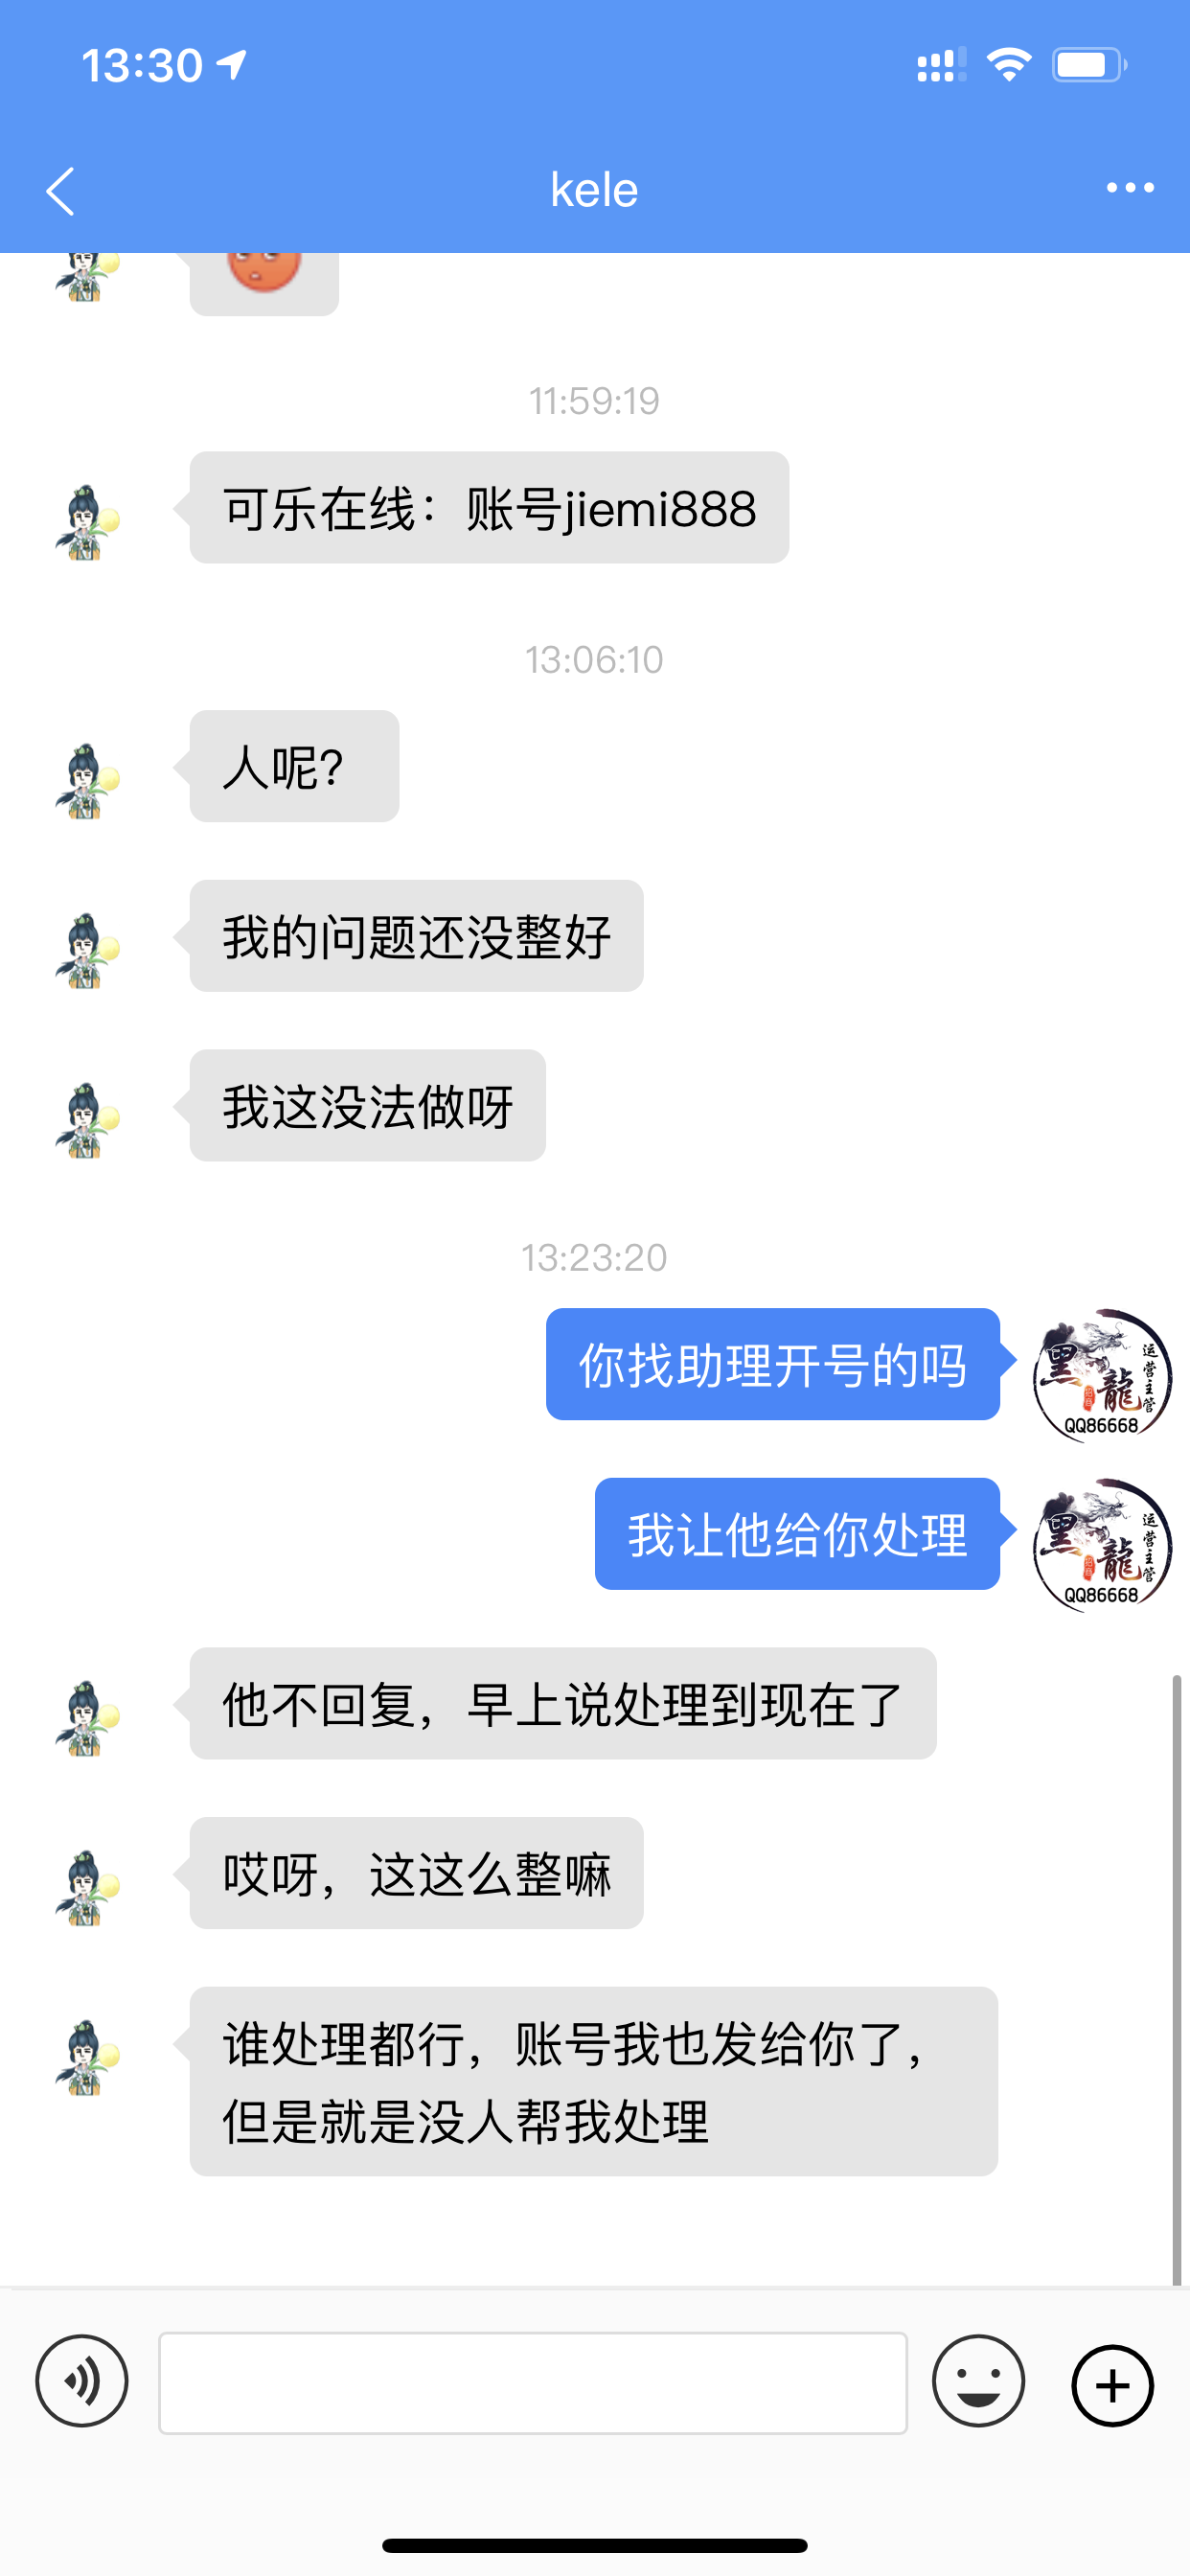 13:30
kele
11:59:19
可乐在线：账号jiemi888
13:06:10
人呢？
我的问题还没整好
我这没法做呀
13:23:20
你找助理开号的吗
黑龍
运营主管
QQ86668
我让他给你处理
黑龍
运营主管
QQ86668
他不回复，早上说处理到现在了
哎呀，这这么整嘛
谁处理都行，账号我也发给你了，
但是就是没人帮我处理